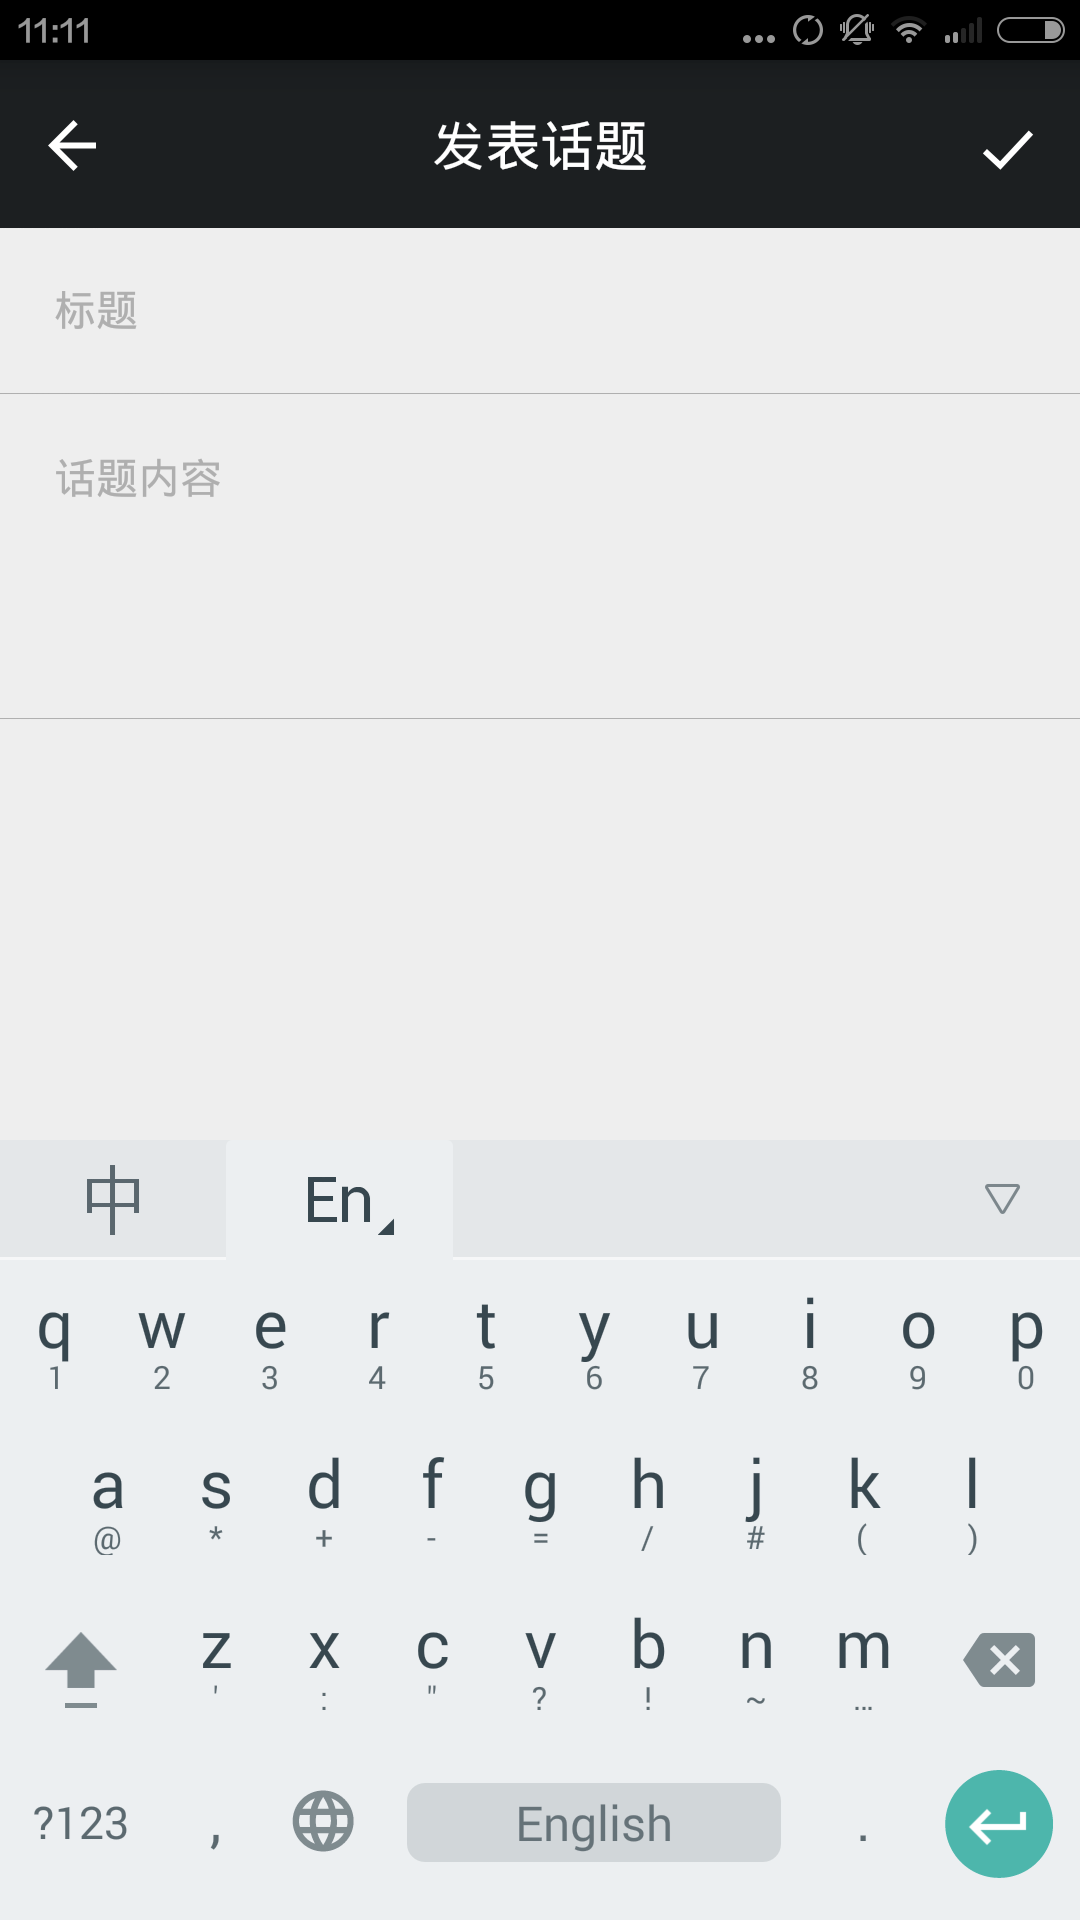 11:11
发表话题
标题
话题内容
中 En
q w e r t y u i o p
1 2 3 4 5 6 7 8 9 0
a s d f g h j k l
@ * + - = / # ( )
z x c v b n m
' : " ? ! ~ …
?123 , English .